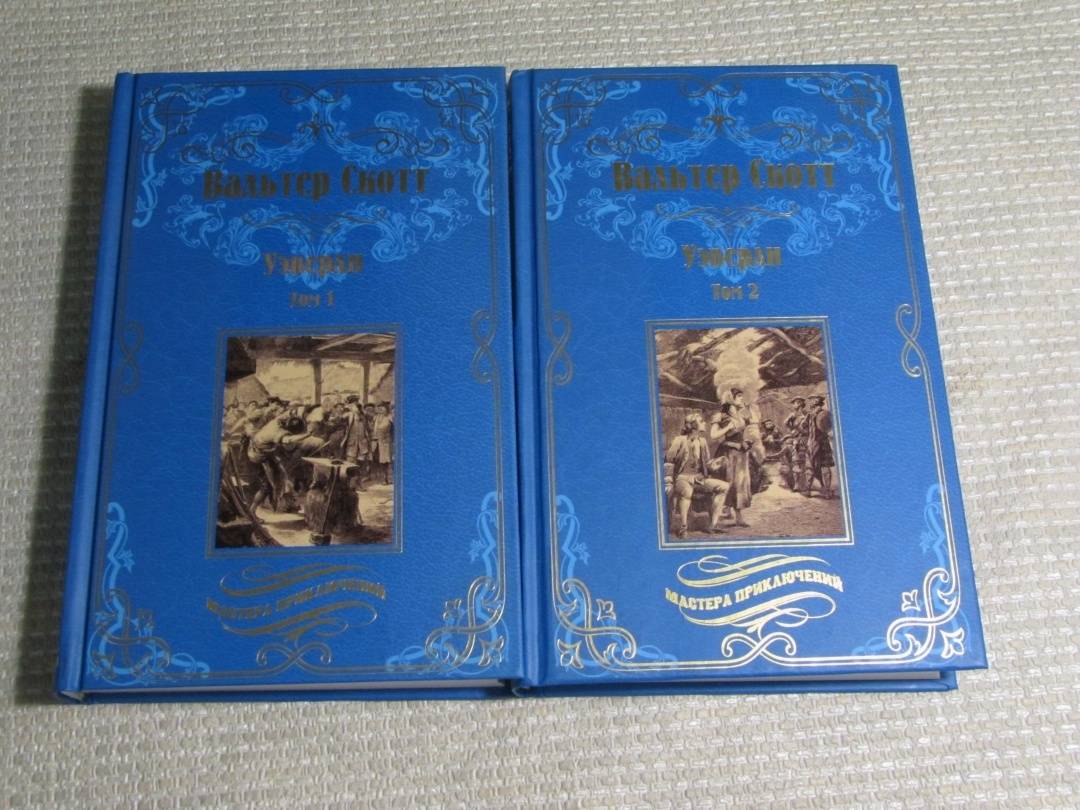 Вальтер Скотт
Уэверли
Том 1
МАСТЕРА ПРИКЛЮЧЕНИЙ
Вальтер Скотт
Уэверли
Том 2
МАСТЕРА ПРИКЛЮЧЕНИЙ